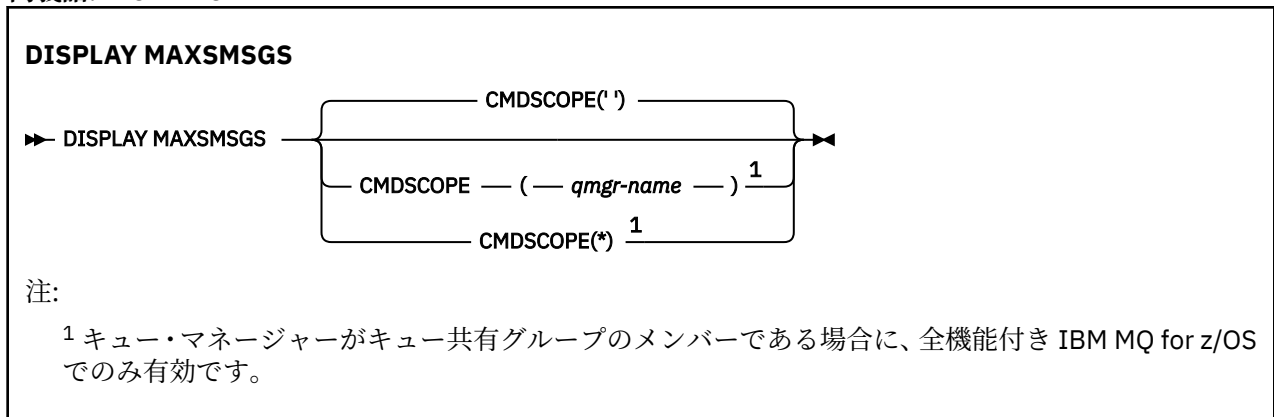 DISPLAY MAXSMSGS
CMDSCOPE(' ')
DISPLAY MAXSMSGS
CMDSCOPE ( qmgr-name ) 1
CMDSCOPE(*) 1
注:
1 キュー・マネージャーがキュー共有グループのメンバーである場合に、全機能付き IBM MQ for z/OS
でのみ有効です。